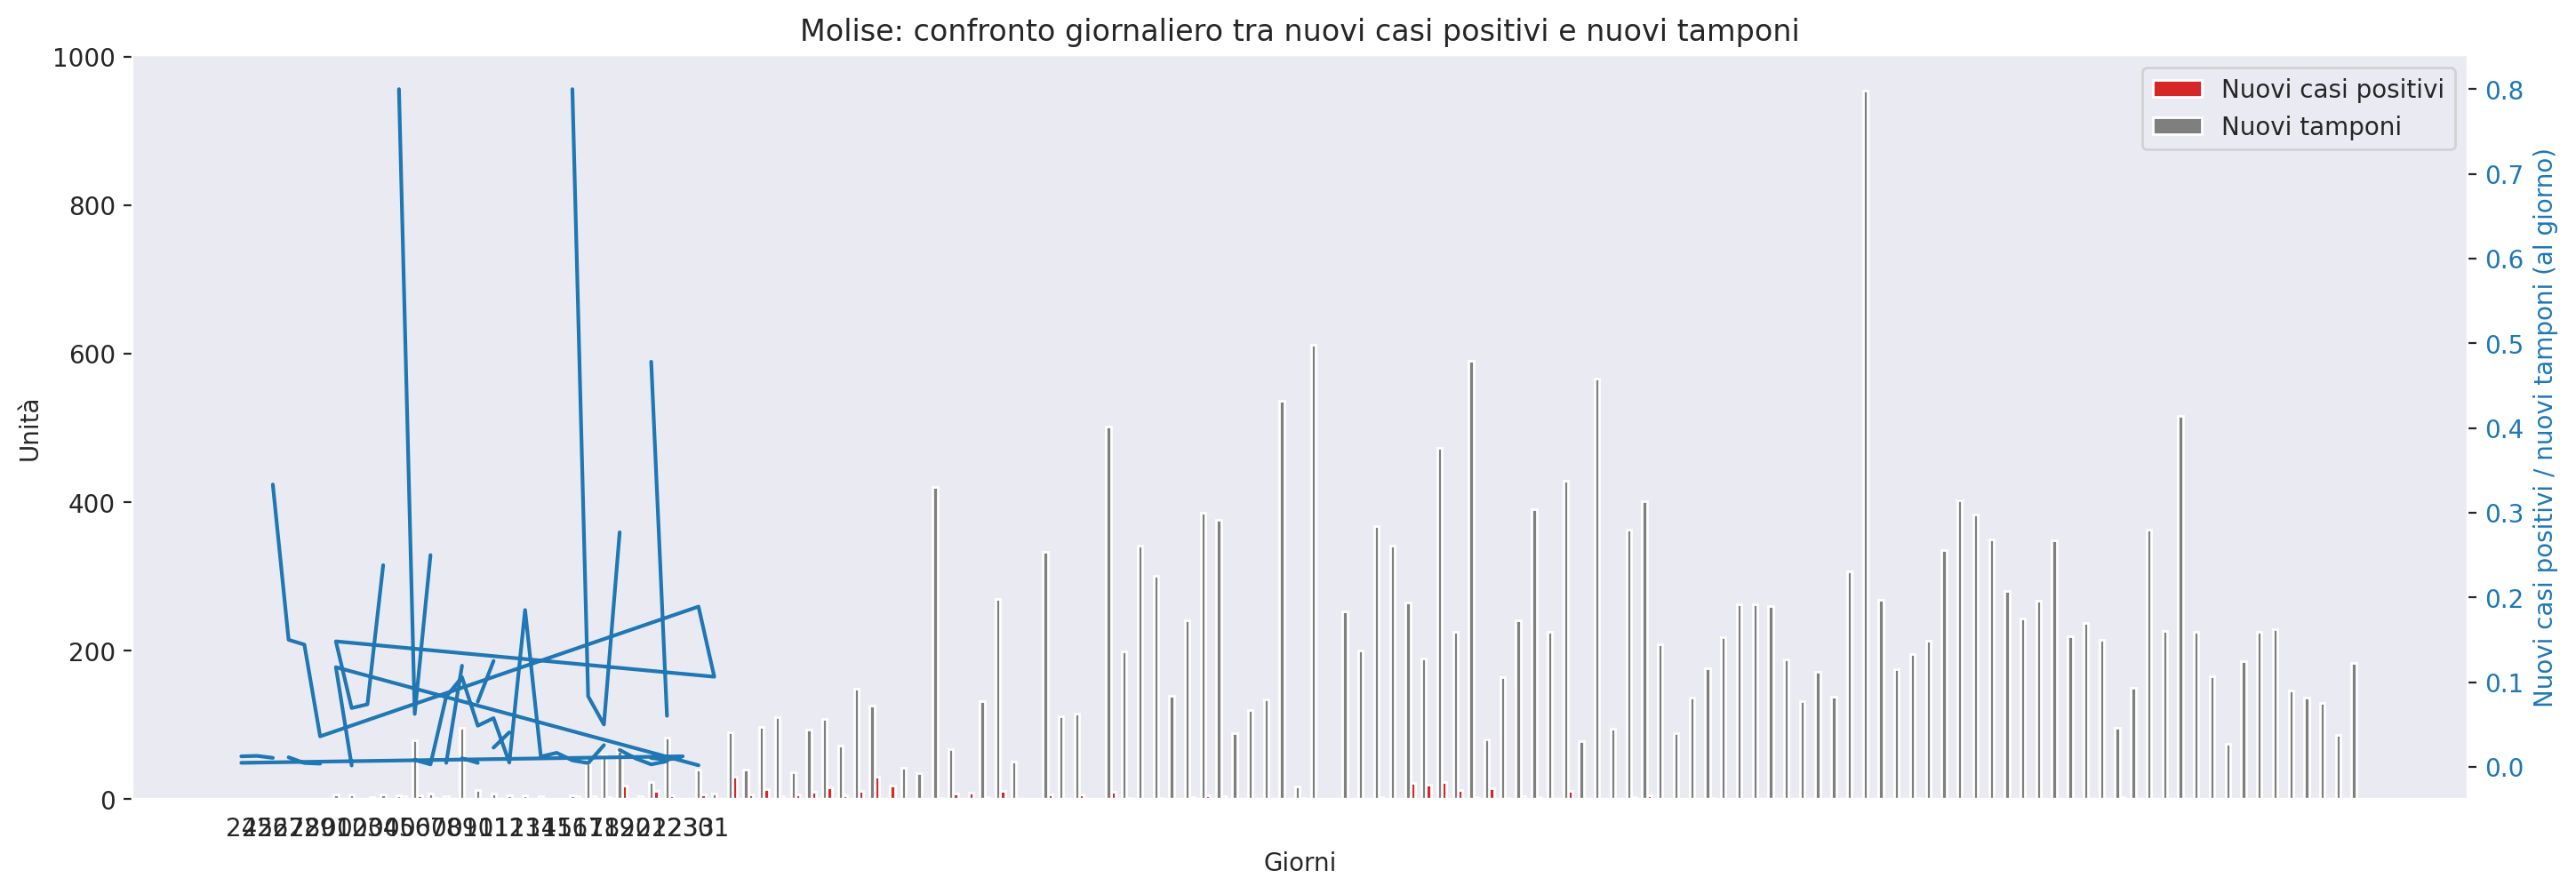 Molise: confronto giornaliero tra nuovi casi positivi e nuovi tamponi
1000
800
600
400
200
0
Unità
Nuovi casi positivi
Nuovi tamponi
0.8
0.7
0.6
0.5
0.4
0.3
0.2
0.1
0.0
Nuovi casi positivi / nuovi tamponi (al giorno)
Giorni